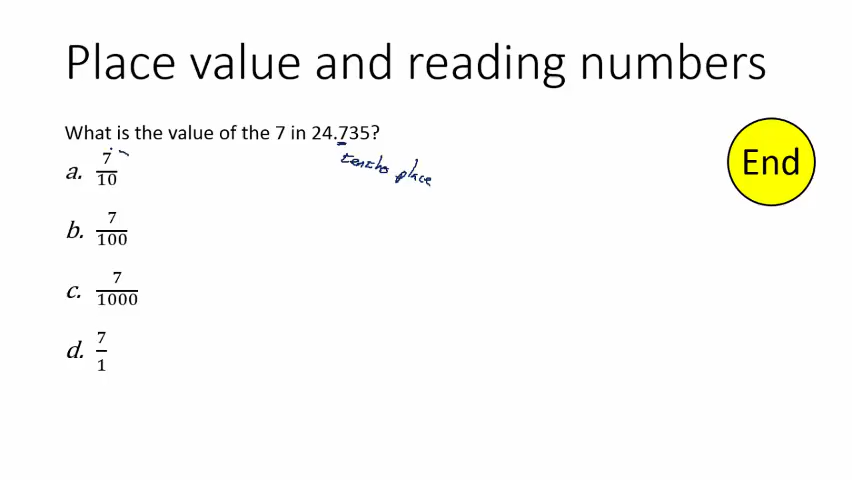 Place value and reading numbers
What is the value of the 7 in 24.735?
tenths place
a. 7/10
b. 7/100
c. 7/1000
d. 7/1
End